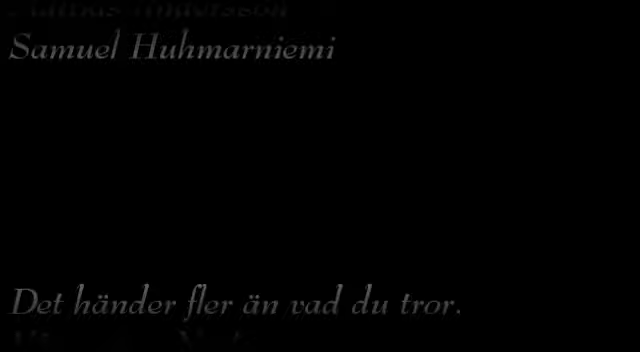 Samuel Huhmarniemi
Det händer fler än vad du tror.